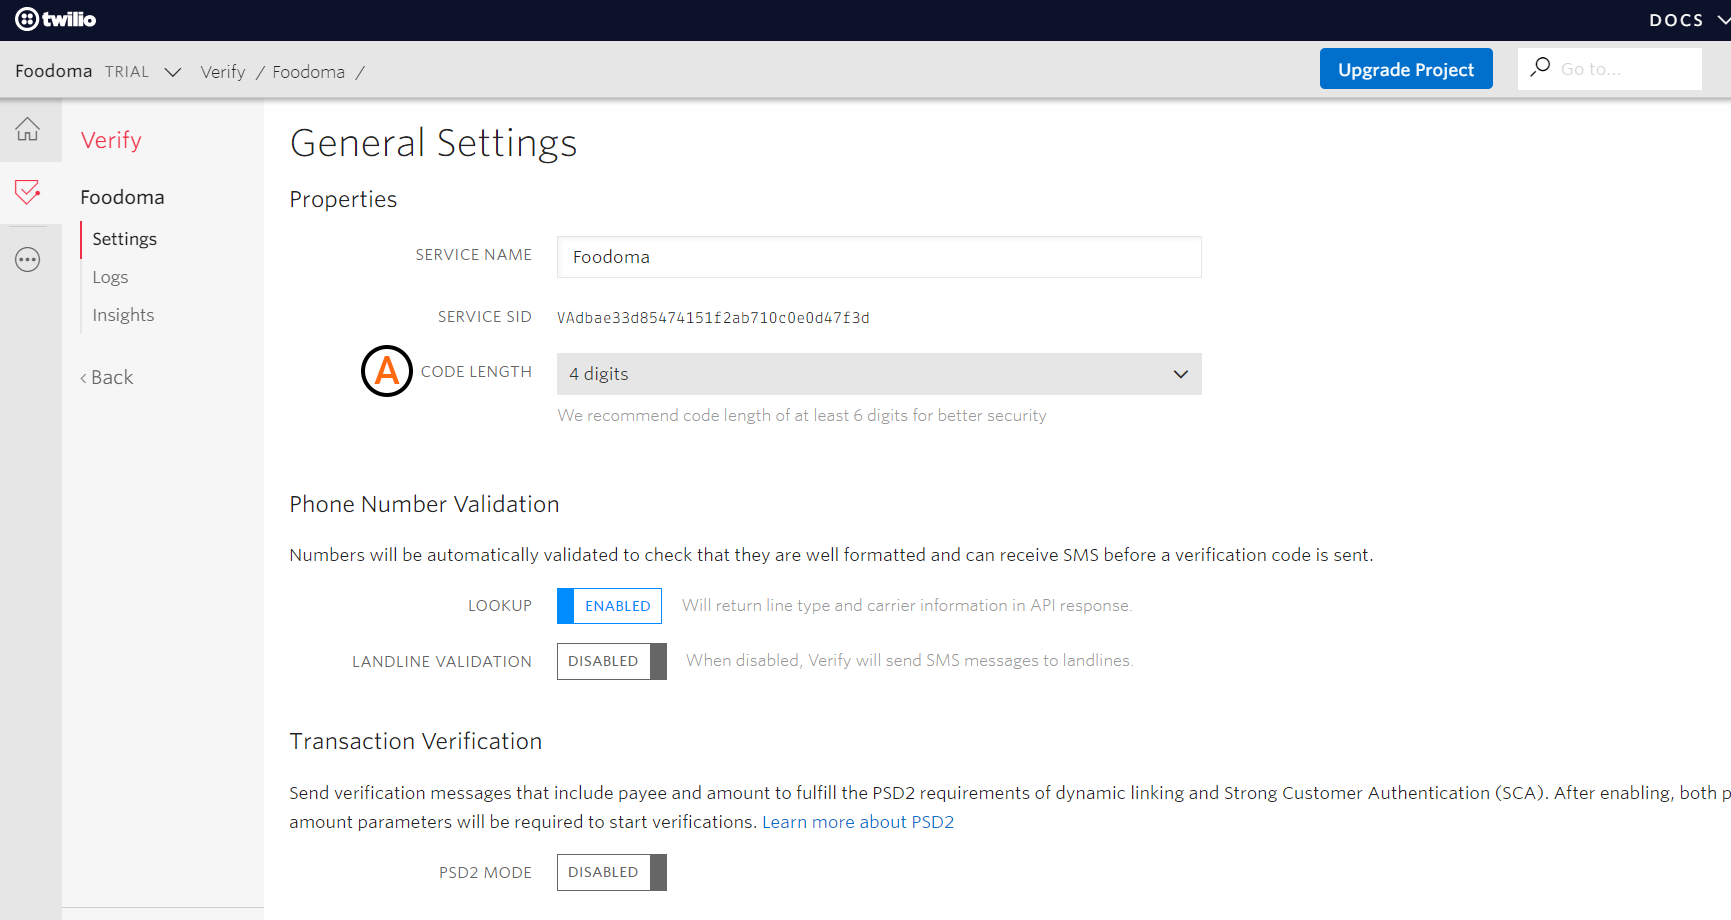 twilio
DOCS
Foodoma TRIAL Verify / Foodoma /
Upgrade Project
Go to...
Verify
Foodoma
Settings
Logs
Insights
‹ Back
General Settings
Properties
SERVICE NAME Foodoma
SERVICE SID VAdbae33d85474151f2ab710c0e0d47f3d
A CODE LENGTH 4 digits
We recommend code length of at least 6 digits for better security
Phone Number Validation
Numbers will be automatically validated to check that they are well formatted and can receive SMS before a verification code is sent.
LOOKUP ENABLED Will return line type and carrier information in API response.
LANDLINE VALIDATION DISABLED When disabled, Verify will send SMS messages to landlines.
Transaction Verification
Send verification messages that include payee and amount to fulfill the PSD2 requirements of dynamic linking and Strong Customer Authentication (SCA). After enabling, both p
amount parameters will be required to start verifications. Learn more about PSD2
PSD2 MODE DISABLED